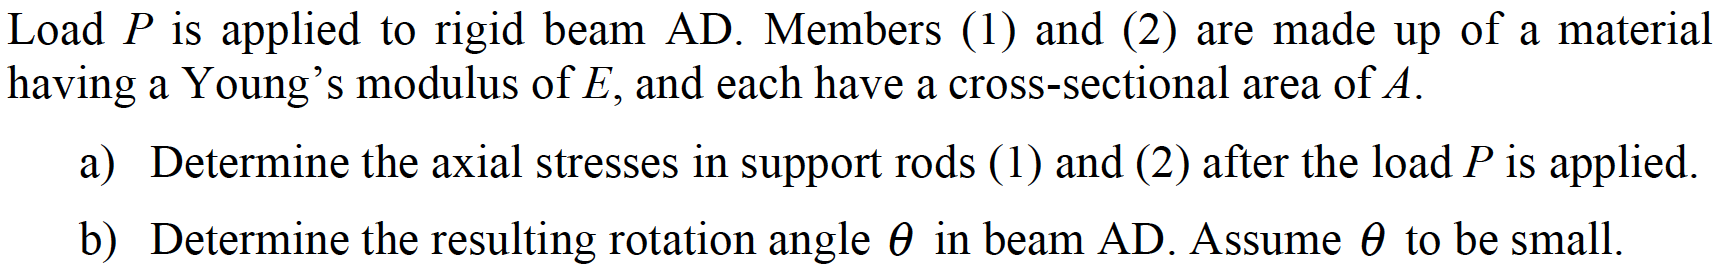 Load P is applied to rigid beam AD. Members (1) and (2) are made up of a material
having a Young’s modulus of E, and each have a cross-sectional area of A.
a) Determine the axial stresses in support rods (1) and (2) after the load P is applied.
b) Determine the resulting rotation angle θ in beam AD. Assume θ to be small.